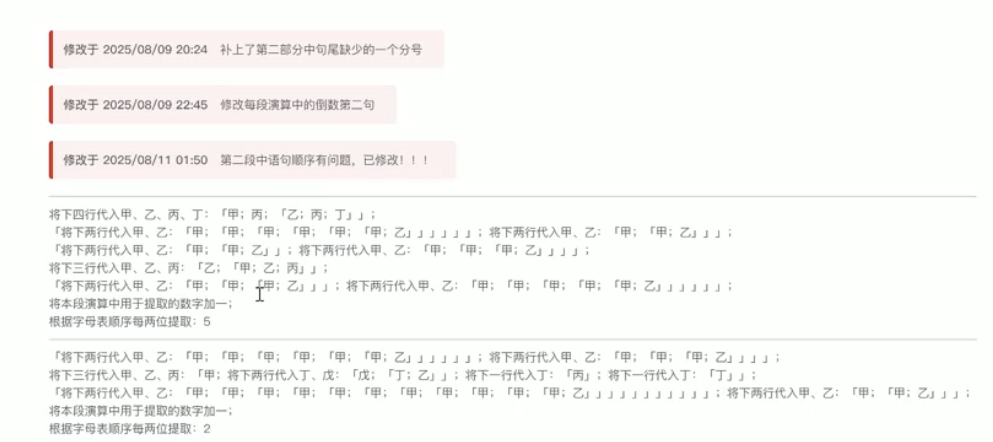 修改于 2025/08/09 20:24 补上了第二部分中句尾缺少的一个分号
修改于 2025/08/09 22:45 修改每段演算中的倒数第二句
修改于 2025/08/11 01:50 第二段中语句顺序有问题，已修改！！！
将下四行代入甲、乙、丙、丁：「甲；丙；「乙；丙；丁」」；
「将下两行代入甲、乙：「甲；「甲；「甲；「甲；「甲；「甲；乙」」」」」」；将下两行代入甲、乙：「甲；「甲；乙」」」；
「将下两行代入甲、乙：「甲；「甲；乙」」；将下两行代入甲、乙：「甲；「甲；「甲；乙」」」」；
将下三行代入甲、乙、丙：「乙；「甲；乙；丙」」；
「将下两行代入甲、乙：「甲；「甲；「甲；乙」」」；将下两行代入甲、乙：「甲；「甲；「甲；「甲；「甲；乙」」」」」」；
将本段演算中用于提取的数字加一；
根据字母表顺序每两位提取：5
「将下两行代入甲、乙：「甲；「甲；「甲；「甲；「甲；「甲；乙」」」」」」；将下两行代入甲、乙：「甲；「甲；「甲；乙」」」」；
将下三行代入甲、乙、丙：「甲；将下两行代入丁、戊：「戊；「丁；乙」」；将下一行代入丁：「丙」；将下一行代入丁：「丁」」；
「将下两行代入甲、乙：「甲；「甲；「甲；「甲；「甲；「甲；「甲；「甲；「甲；「甲；「甲；乙」」」」」」」」」」」；将下两行代入甲、乙：「甲；「甲；乙」」」；
将本段演算中用于提取的数字加一；
根据字母表顺序每两位提取：2